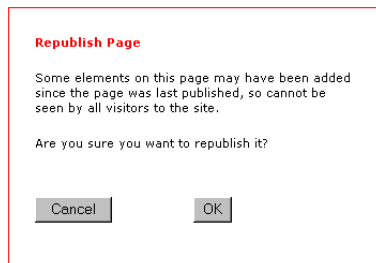 Republish Page
Some elements on this page may have been added
since the page was last published, so cannot be
seen by all visitors to the site.
Are you sure you want to republish it?
Cancel OK